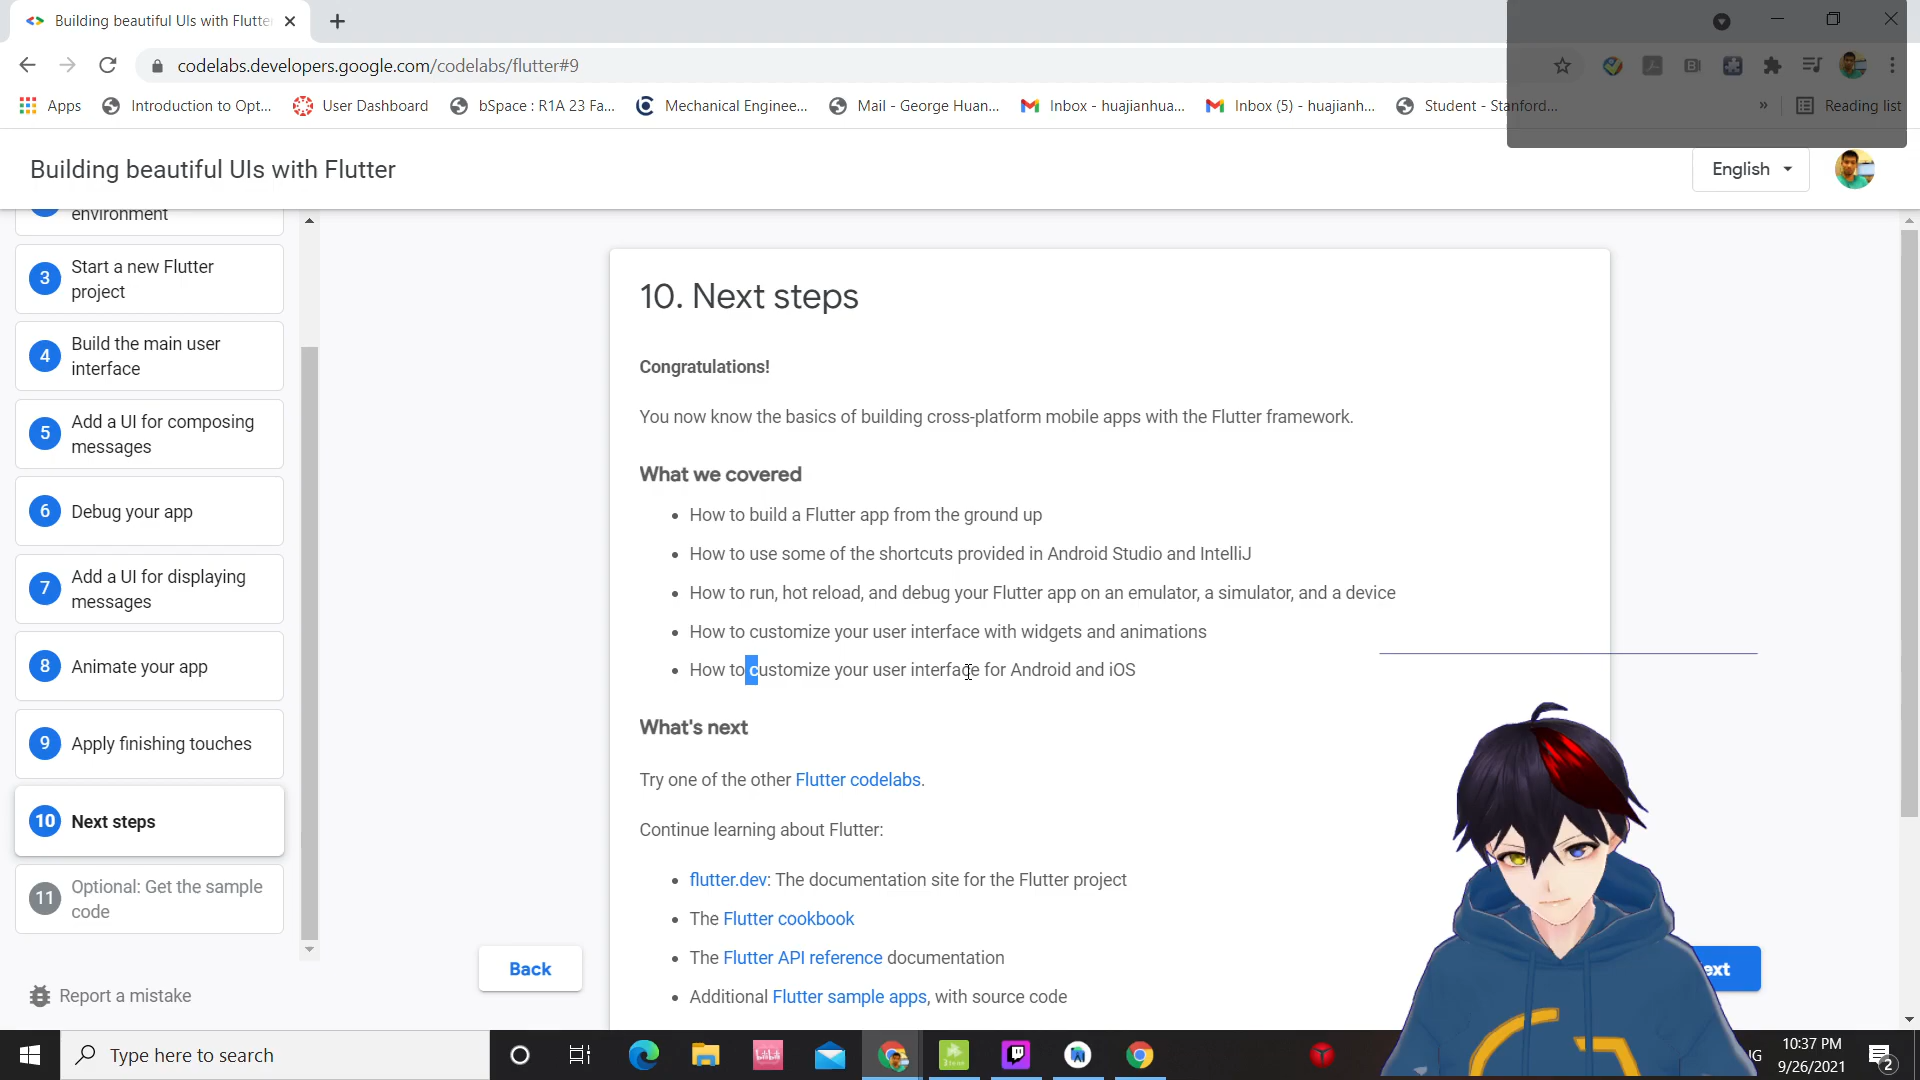 Building beautiful UIs with Flutte
codelabs.developers.google.com/codelabs/flutter#9
Apps
Introduction to Opt...
User Dashboard
bSpace : R1A 23 Fa...
Mechanical Enginee...
Mail - George Huan...
Inbox - huajianhua...
Inbox (5) - huajianh...
Student - Stanford...
»
Reading list
Building beautiful UIs with Flutter
English
environment
3 Start a new Flutter
project
4 Build the main user
interface
5 Add a UI for composing
messages
6 Debug your app
7 Add a UI for displaying
messages
8 Animate your app
9 Apply finishing touches
10 Next steps
11 Optional: Get the sample
code
Report a mistake
10. Next steps
Congratulations!
You now know the basics of building cross-platform mobile apps with the Flutter framework.
What we covered
• How to build a Flutter app from the ground up
• How to use some of the shortcuts provided in Android Studio and IntelliJ
• How to run, hot reload, and debug your Flutter app on an emulator, a simulator, and a device
• How to customize your user interface with widgets and animations
• How to customize your user interface for Android and iOS
What's next
Try one of the other Flutter codelabs.
Continue learning about Flutter:
• flutter.dev: The documentation site for the Flutter project
• The Flutter cookbook
• The Flutter API reference documentation
• Additional Flutter sample apps, with source code
Back
ext
Type here to search
G
10:37 PM
9/26/2021
2